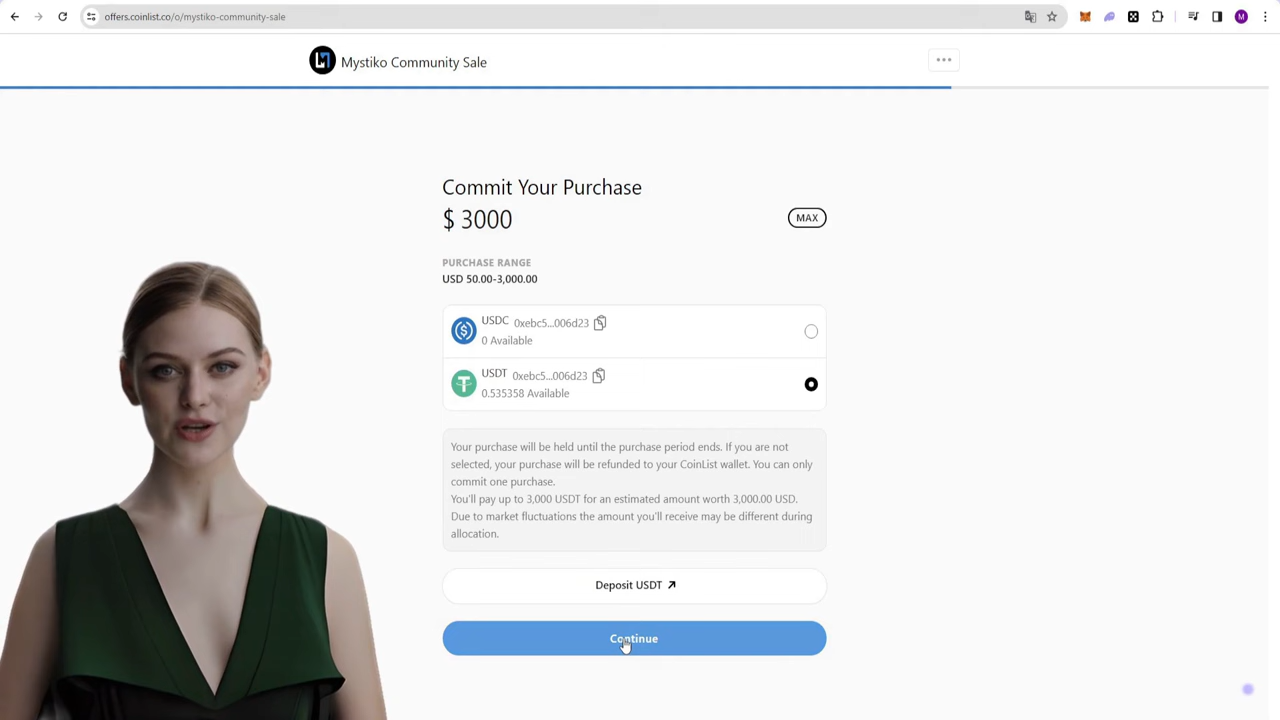 offers.coinlist.co/o/mystiko-community-sale
M
Mystiko Community Sale
Commit Your Purchase
$ 3000
MAX
PURCHASE RANGE
USD 50.00-3,000.00
USDC 0xebc5...006d23
0 Available
USDT 0xebc5...006d23
0.535358 Available
Your purchase will be held until the purchase period ends. If you are not
selected, your purchase will be refunded to your CoinList wallet. You can only
commit one purchase.
You'll pay up to 3,000 USDT for an estimated amount worth 3,000.00 USD.
Due to market fluctuations the amount you'll receive may be different during
allocation.
Deposit USDT
Continue